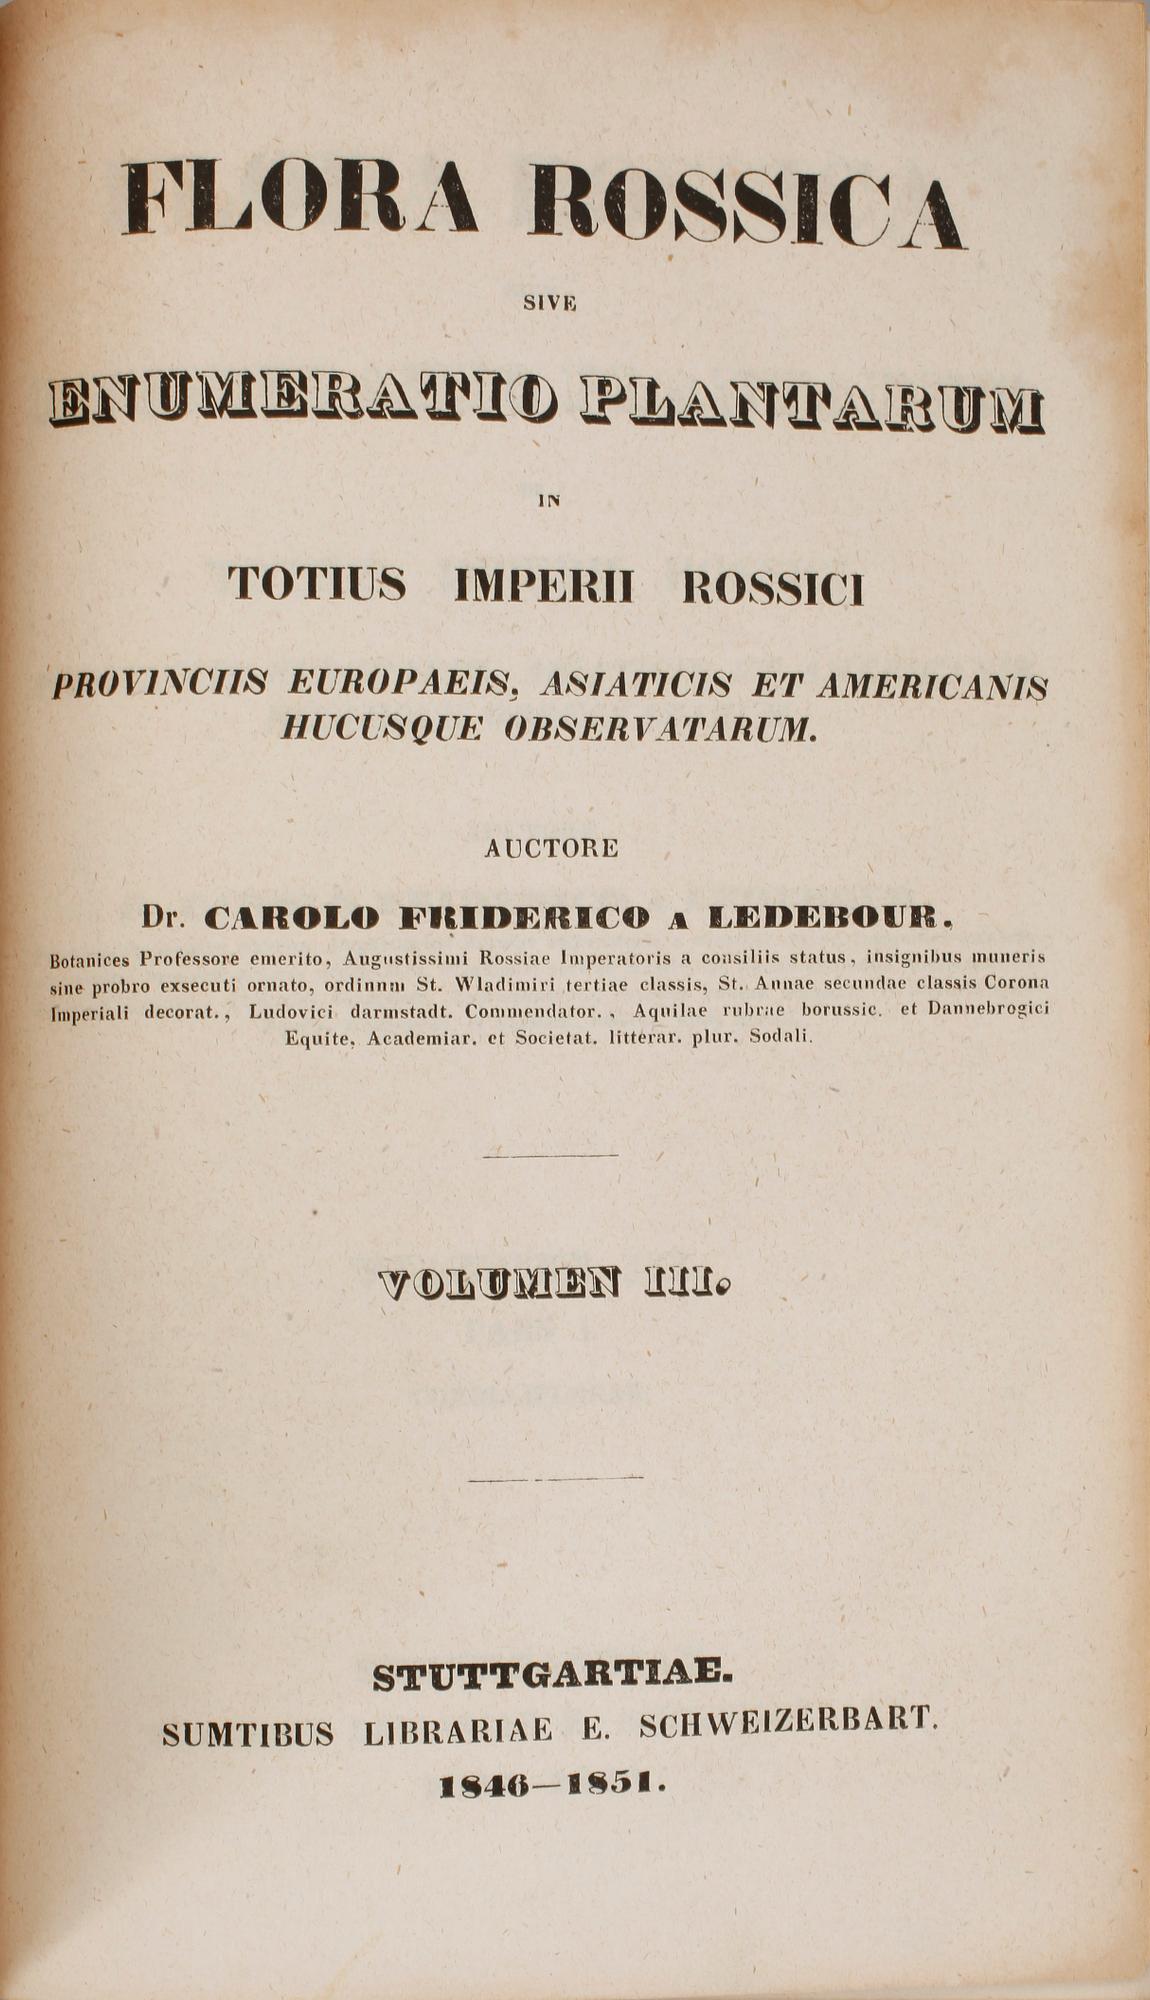 FLORA ROSSICA
SIVE
ENUMERATIO PLANTARUM
IN
TOTIUS IMPERII ROSSICI
PROVINCIIS EUROPAEIS, ASIATICIS ET AMERICANIS
HUCUSQUE OBSERVATARUM.
AUCTORE
Dr. CAROLO FRIDERICO A LEDEBOUR,
Botanices Professore emerito, Augustissimi Rossiae Imperatoris a consiliis status, insignibus muneris
sine probro exsecuti ornato, ordinum St. Wladimiri tertiae classis, St. Annae secundae classis Corona
Imperiali decorat., Ludovici darmstadt. Commendator., Aquilae rubrae borussic. et Dannebrogici
Equite, Academiar. et Societat. litterar. plur. Sodali.
VOLUMEN III.
STUTTGARTIAE.
SUMTIBUS LIBRARIAE E. SCHWEIZERBART.
1846—1851.